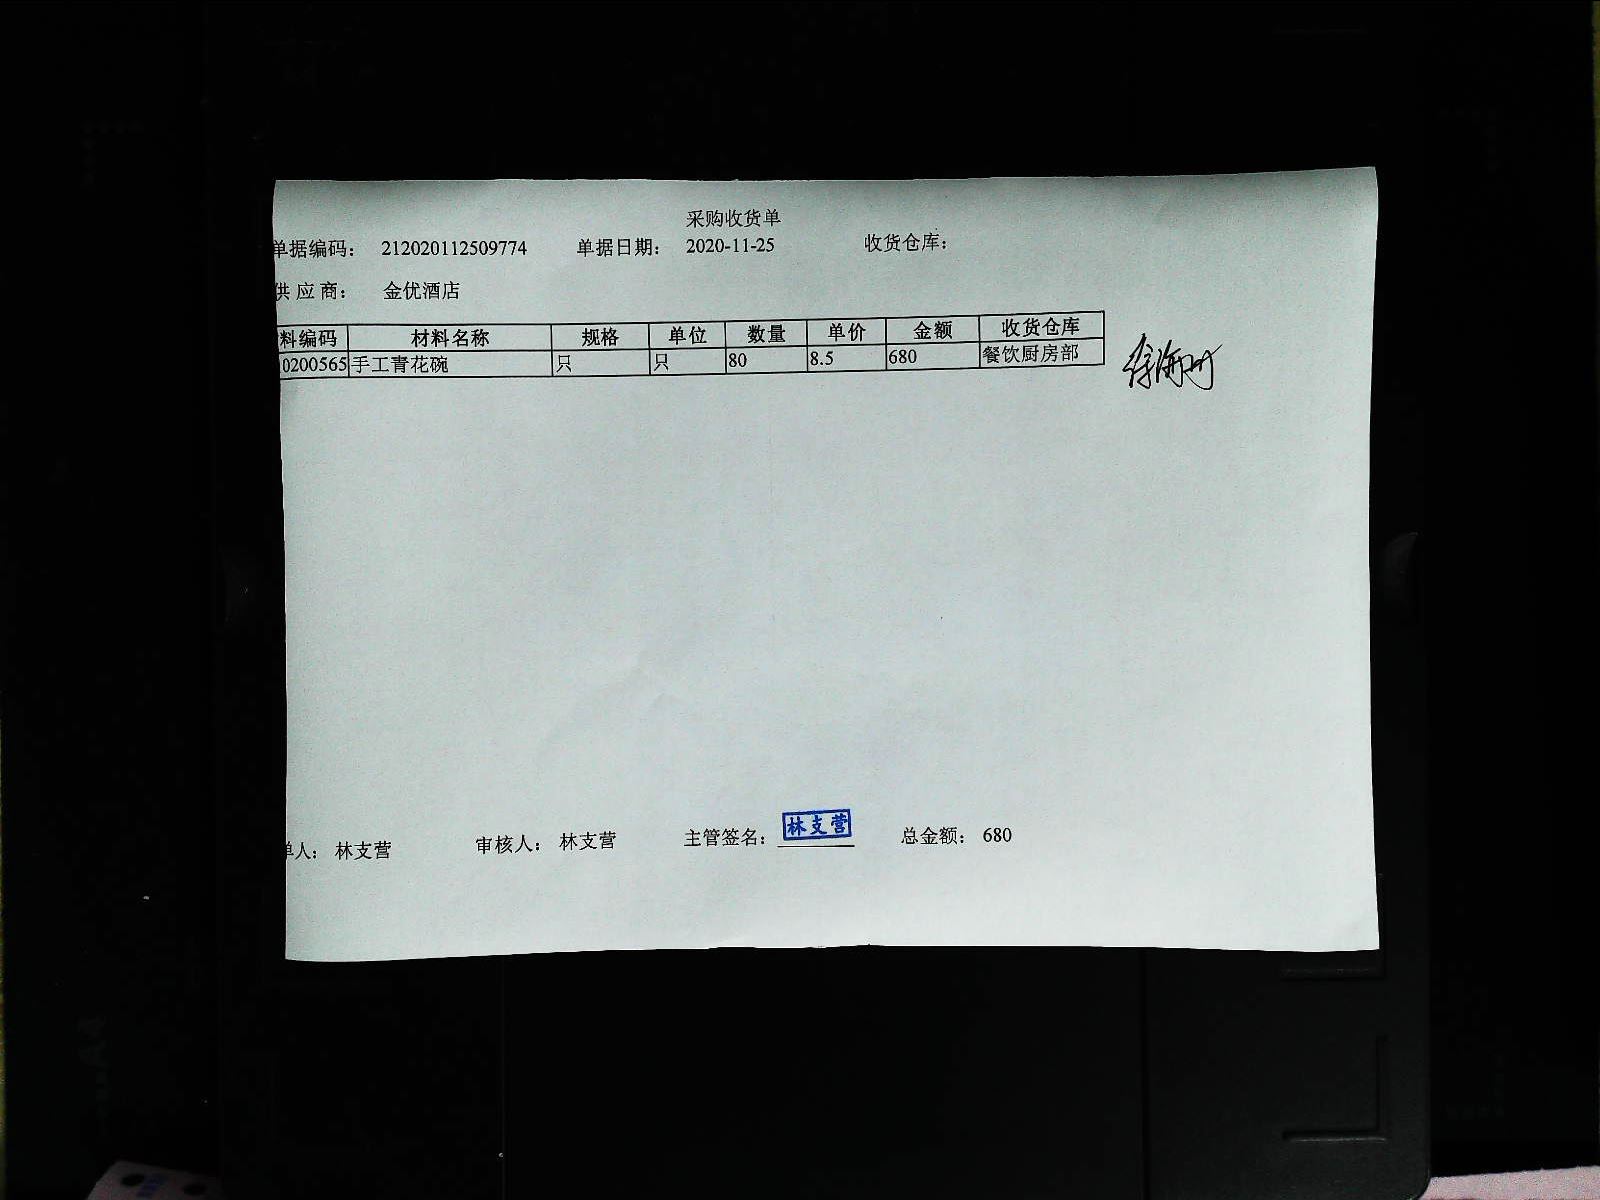 采购收货单
单据编码： 212020112509774 单据日期： 2020-11-25 收货仓库：
供应商： 金优酒店
料编码 材料名称 规格 单位 数量 单价 金额 收货仓库
0200565 手工青花碗 只 只 80 8.5 680 餐饮厨房部
单人： 林支营 审核人： 林支营 主管签名： 林支营 总金额： 680